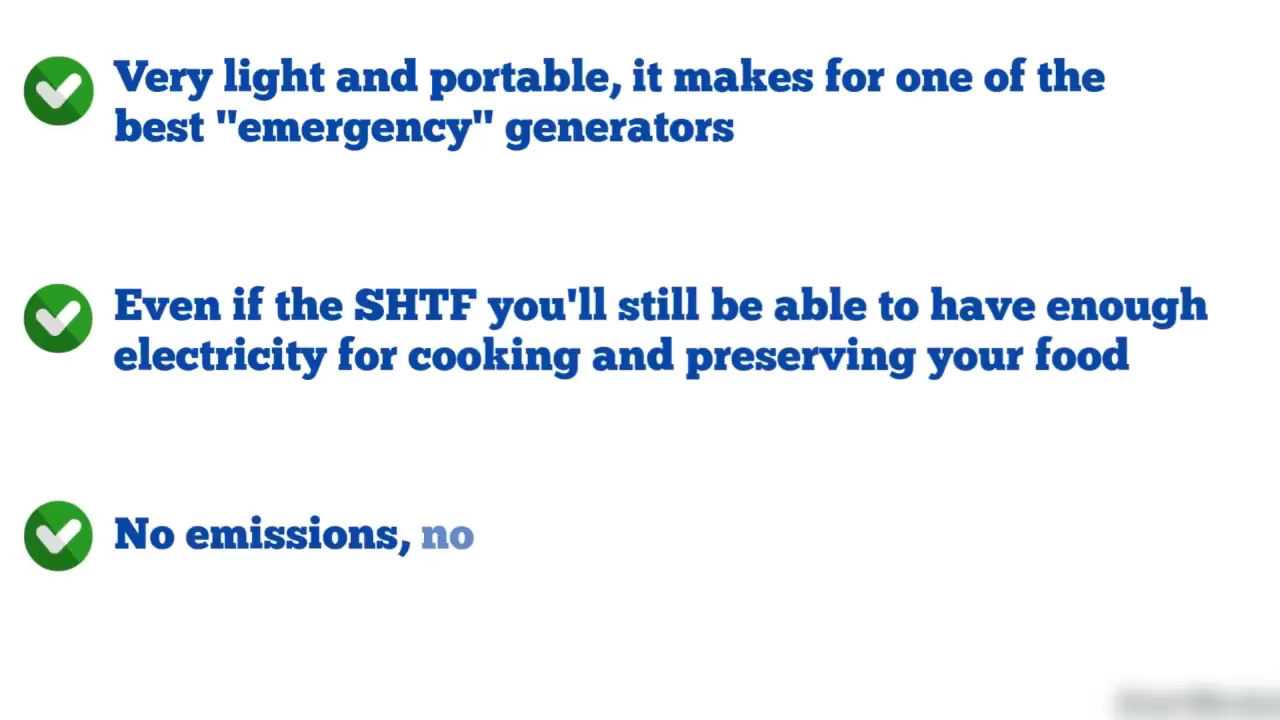 Very light and portable, it makes for one of the
best "emergency" generators
Even if the SHTF you'll still be able to have enough
electricity for cooking and preserving your food
No emissions, no